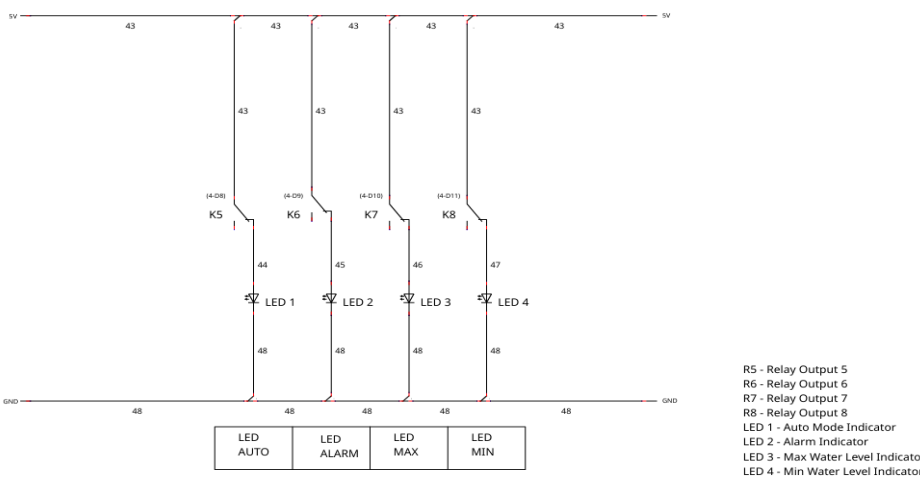 5V 5V
43 43 43 43 43
43 43 43 43
(4-D8) (4-D9) (4-D10) (4-D11)
K5 K6 K7 K8
44 45 46 47
LED 1 LED 2 LED 3 LED 4
48 48 48 48
GND GND
48 48 48 48 48
LED AUTO
LED ALARM
LED MAX
LED MIN
R5 - Relay Output 5
R6 - Relay Output 6
R7 - Relay Output 7
R8 - Relay Output 8
LED 1 - Auto Mode Indicator
LED 2 - Alarm Indicator
LED 3 - Max Water Level Indicato
LED 4 - Min Water Level Indicator